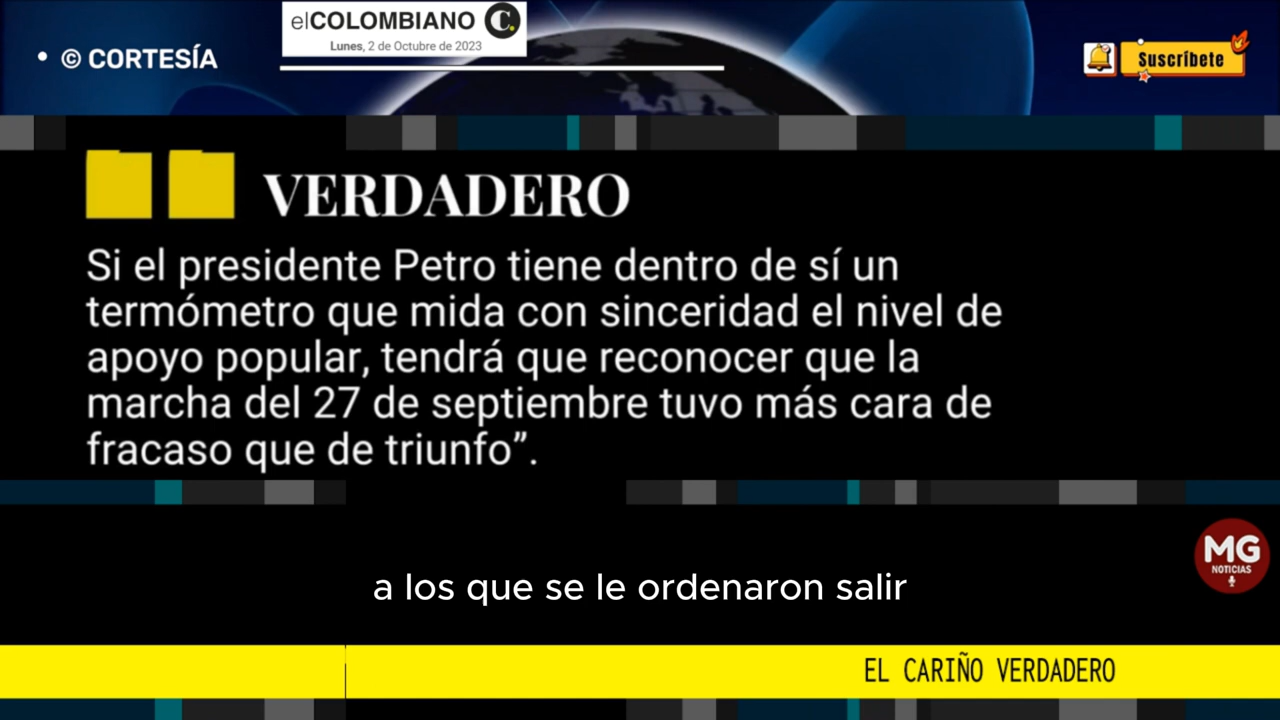 elCOLOMBIANO C.
Lunes, 2 de Octubre de 2023
• © CORTESÍA
Suscríbete
VERDADERO
Si el presidente Petro tiene dentro de sí un
termómetro que mida con sinceridad el nivel de
apoyo popular, tendrá que reconocer que la
marcha del 27 de septiembre tuvo más cara de
fracaso que de triunfo”.
MG
NOTICIAS
a los que se le ordenaron salir
EL CARIÑO VERDADERO